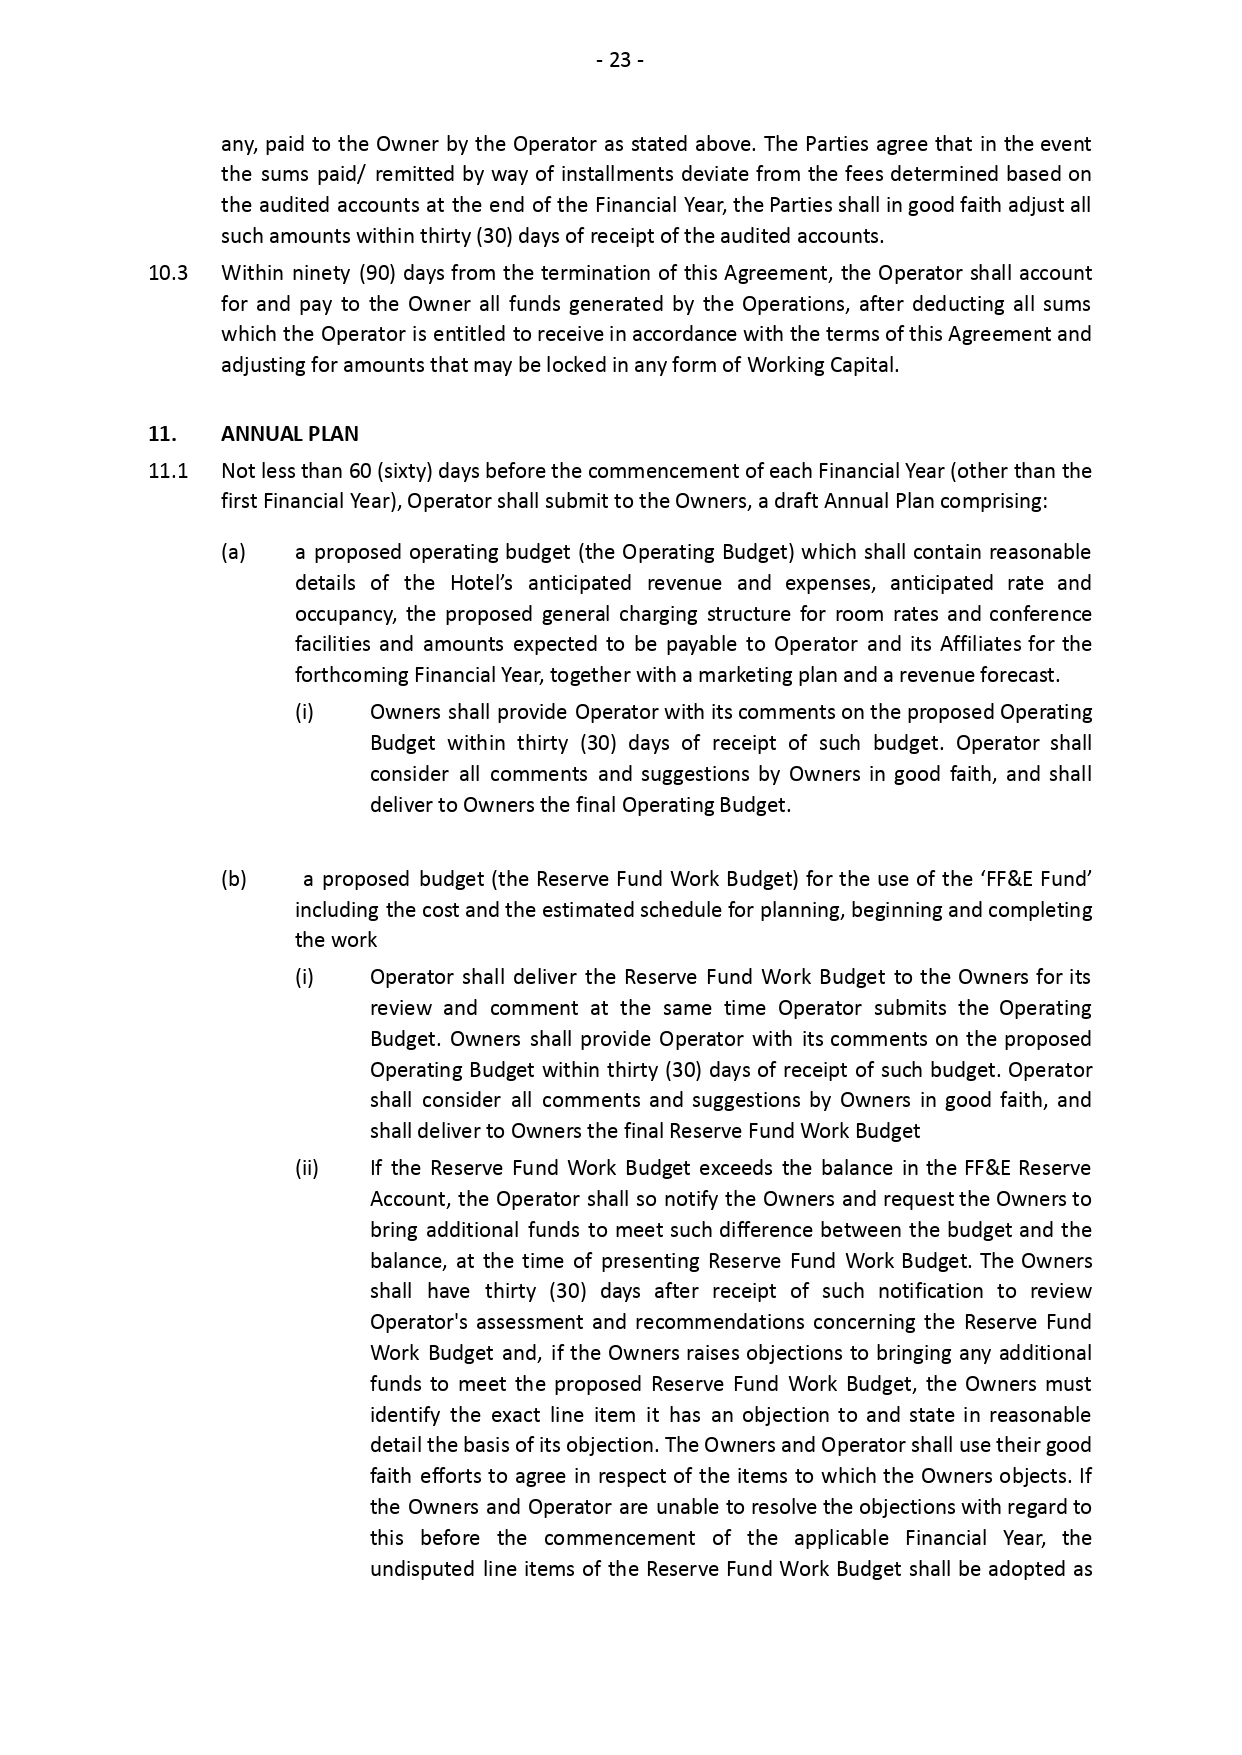 - 23 -
any, paid to the Owner by the Operator as stated above. The Parties agree that in the event
the sums paid/ remitted by way of installments deviate from the fees determined based on
the audited accounts at the end of the Financial Year, the Parties shall in good faith adjust all
such amounts within thirty (30) days of receipt of the audited accounts.
10.3 Within ninety (90) days from the termination of this Agreement, the Operator shall account
for and pay to the Owner all funds generated by the Operations, after deducting all sums
which the Operator is entitled to receive in accordance with the terms of this Agreement and
adjusting for amounts that may be locked in any form of Working Capital.
11. ANNUAL PLAN
11.1 Not less than 60 (sixty) days before the commencement of each Financial Year (other than the
first Financial Year), Operator shall submit to the Owners, a draft Annual Plan comprising:
(a) a proposed operating budget (the Operating Budget) which shall contain reasonable
details of the Hotel’s anticipated revenue and expenses, anticipated rate and
occupancy, the proposed general charging structure for room rates and conference
facilities and amounts expected to be payable to Operator and its Affiliates for the
forthcoming Financial Year, together with a marketing plan and a revenue forecast.
(i) Owners shall provide Operator with its comments on the proposed Operating
Budget within thirty (30) days of receipt of such budget. Operator shall
consider all comments and suggestions by Owners in good faith, and shall
deliver to Owners the final Operating Budget.
(b) a proposed budget (the Reserve Fund Work Budget) for the use of the ‘FF&E Fund’
including the cost and the estimated schedule for planning, beginning and completing
the work
(i) Operator shall deliver the Reserve Fund Work Budget to the Owners for its
review and comment at the same time Operator submits the Operating
Budget. Owners shall provide Operator with its comments on the proposed
Operating Budget within thirty (30) days of receipt of such budget. Operator
shall consider all comments and suggestions by Owners in good faith, and
shall deliver to Owners the final Reserve Fund Work Budget
(ii) If the Reserve Fund Work Budget exceeds the balance in the FF&E Reserve
Account, the Operator shall so notify the Owners and request the Owners to
bring additional funds to meet such difference between the budget and the
balance, at the time of presenting Reserve Fund Work Budget. The Owners
shall have thirty (30) days after receipt of such notification to review
Operator's assessment and recommendations concerning the Reserve Fund
Work Budget and, if the Owners raises objections to bringing any additional
funds to meet the proposed Reserve Fund Work Budget, the Owners must
identify the exact line item it has an objection to and state in reasonable
detail the basis of its objection. The Owners and Operator shall use their good
faith efforts to agree in respect of the items to which the Owners objects. If
the Owners and Operator are unable to resolve the objections with regard to
this before the commencement of the applicable Financial Year, the
undisputed line items of the Reserve Fund Work Budget shall be adopted as